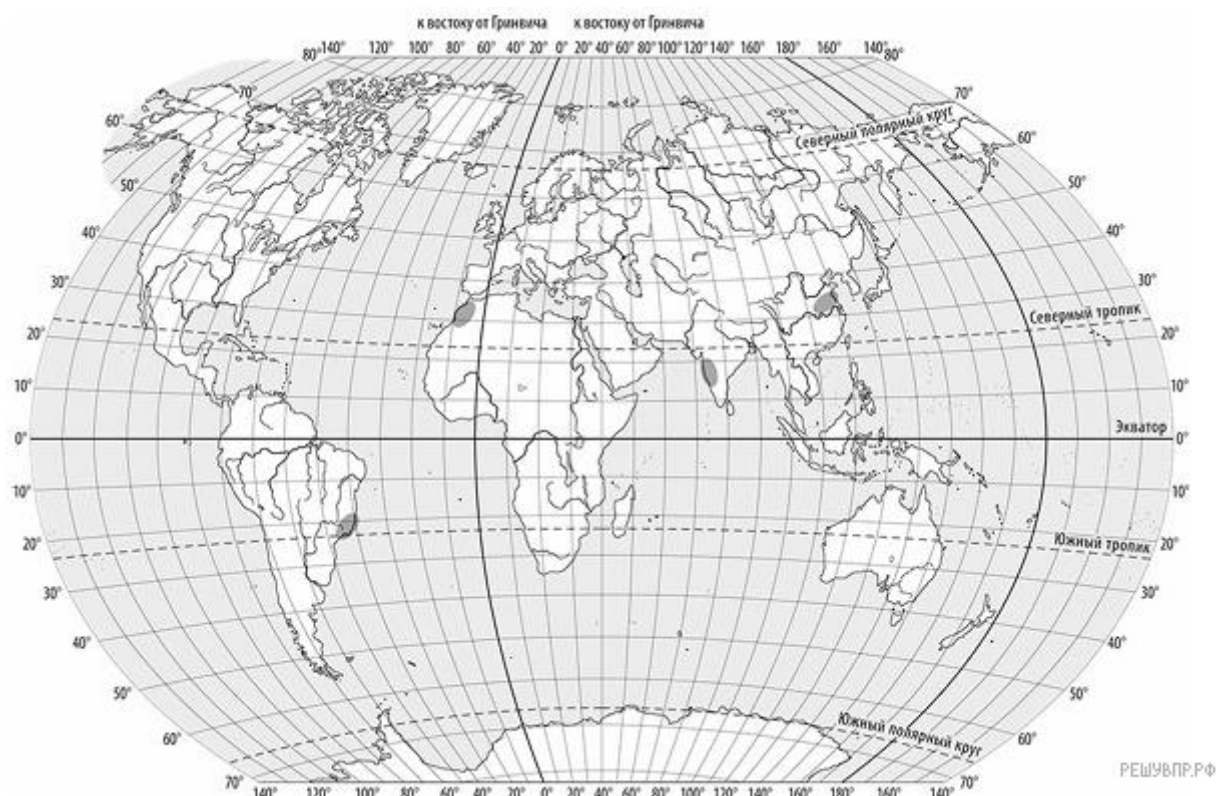 к востоку от Гринвича к востоку от Гринвича
80° 140° 120° 100° 80° 60° 40° 20° 0° 20° 40° 60° 80° 100° 120° 140° 180° 160° 140° 80°
70° 70°
60° 60°
50° 50°
40° 40°
30° 30°
20° 20°
10° 10°
0° 0°
10° 10°
20° 20°
30° 30°
40° 40°
50° 50°
60° 60°
70° 70°
Северный полярный круг
Северный тропик
Экватор
Южный тропик
Южный полярный круг
140° 120° 100° 80° 60° 40° 20° 0° 20° 40° 60° 80° 100° 120° 140° 160° 180° 160° 140°
РЕШУВПР.РФ